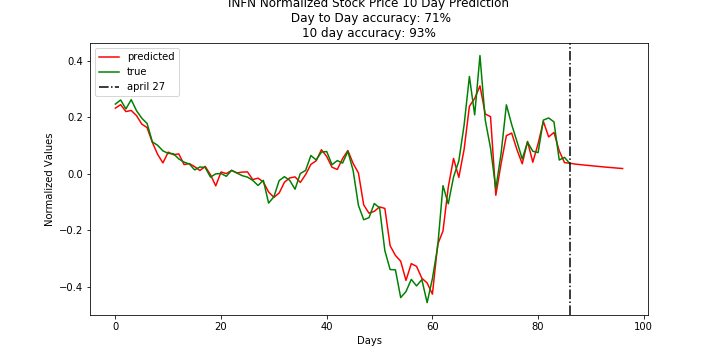 INFN Normalized Stock Price 10 Day Prediction
Day to Day accuracy: 71%
10 day accuracy: 93%
predicted
true
april 27
Normalized Values
0.4
0.2
0.0
−0.2
−0.4
0
20
40
60
80
100
Days